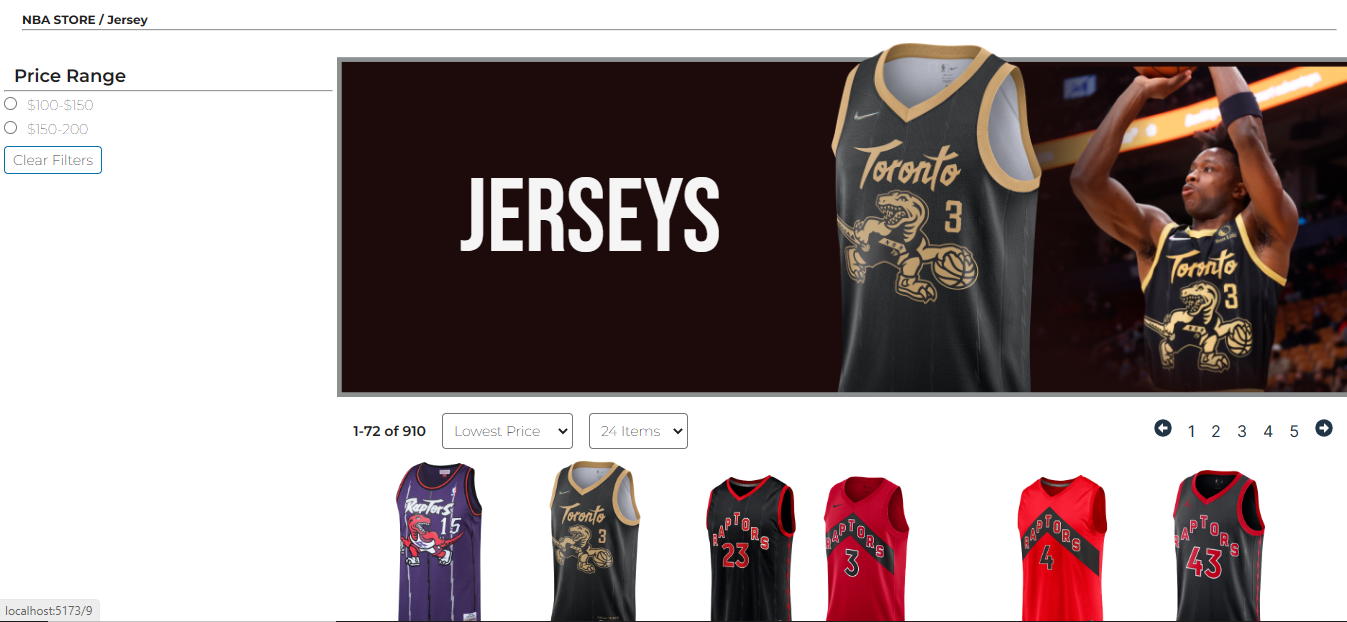 NBA STORE / Jersey
Price Range
$100-$150
$150-200
Clear Filters
JERSEYS
Toronto
3
Toronto
3
1-72 of 910
Lowest Price
24 Items
1 2 3 4 5
Raptors
15
Toronto
3
RAPTORS
23
RAPTORS
3
RAPTORS
4
RAPTORS
43
localhost:5173/9